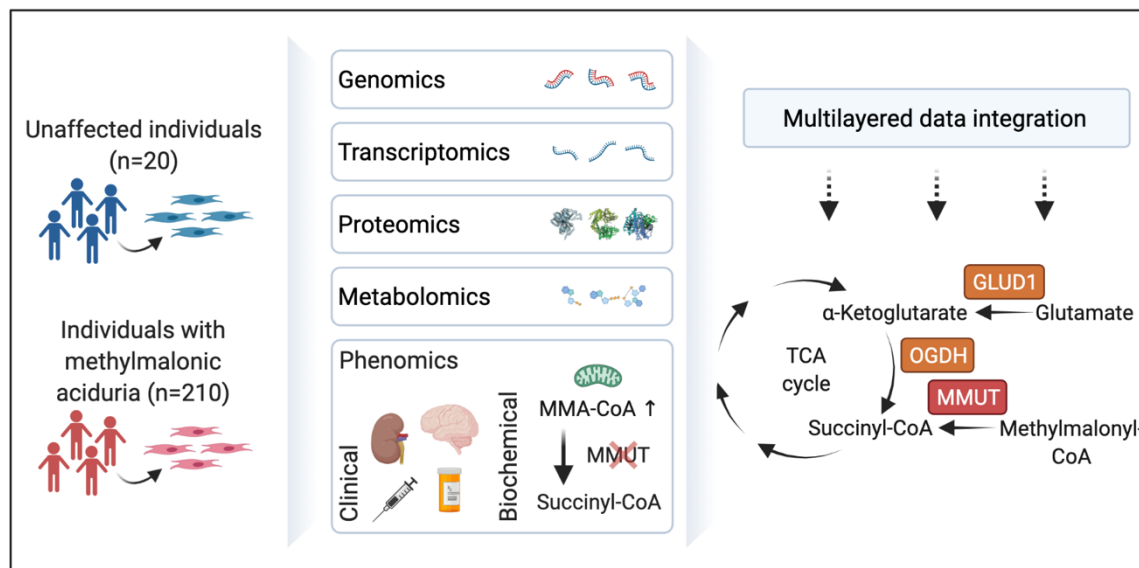 Unaffected individuals
(n=20)
Individuals with
methylmalonic
aciduria (n=210)
Genomics
Transcriptomics
Proteomics
Metabolomics
Phenomics
Clinical
Biochemical
MMA-CoA ↑
MMUT
Succinyl-CoA
Multilayered data integration
GLUD1
α-Ketoglutarate
Glutamate
TCA
cycle
OGDH
MMUT
Succinyl-CoA
Methylmalonyl-
CoA